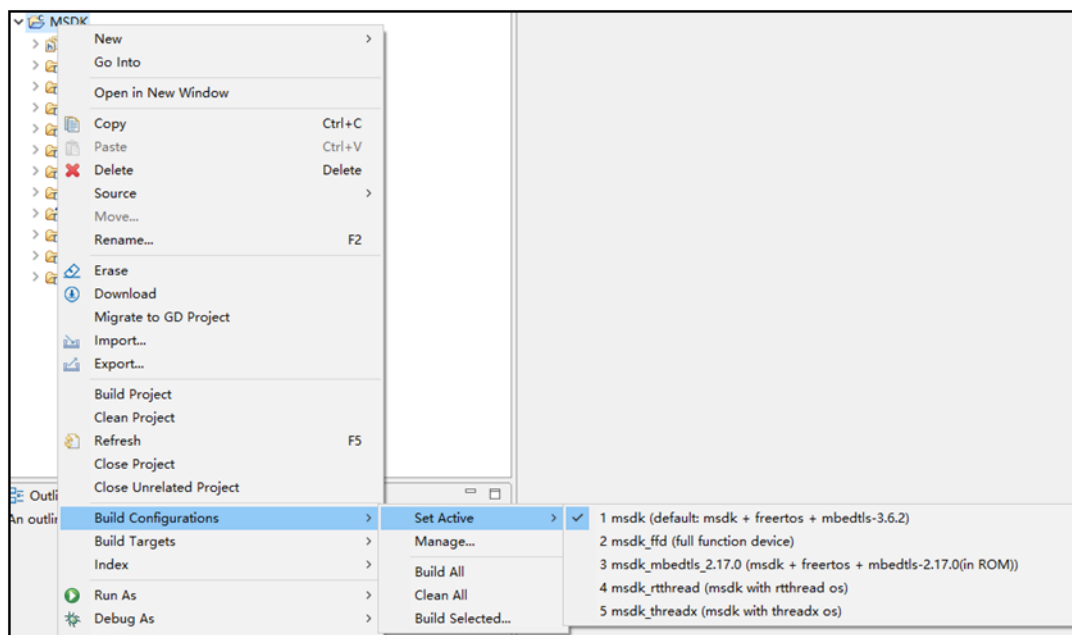 MSDK
New
Go Into
Open in New Window
Copy Ctrl+C
Paste Ctrl+V
Delete Delete
Source
Move...
Rename... F2
Erase
Download
Migrate to GD Project
Import...
Export...
Build Project
Clean Project
Refresh F5
Close Project
Close Unrelated Project
Outli
An outlin
Build Configurations
Build Targets
Index
Run As
Debug As
Set Active
Manage...
Build All
Clean All
Build Selected...
1 msdk (default: msdk + freertos + mbedtls-3.6.2)
2 msdk_ffd (full function device)
3 msdk_mbedtls_2.17.0 (msdk + freertos + mbedtls-2.17.0(in ROM))
4 msdk_rtthread (msdk with rtthread os)
5 msdk_threadx (msdk with threadx os)